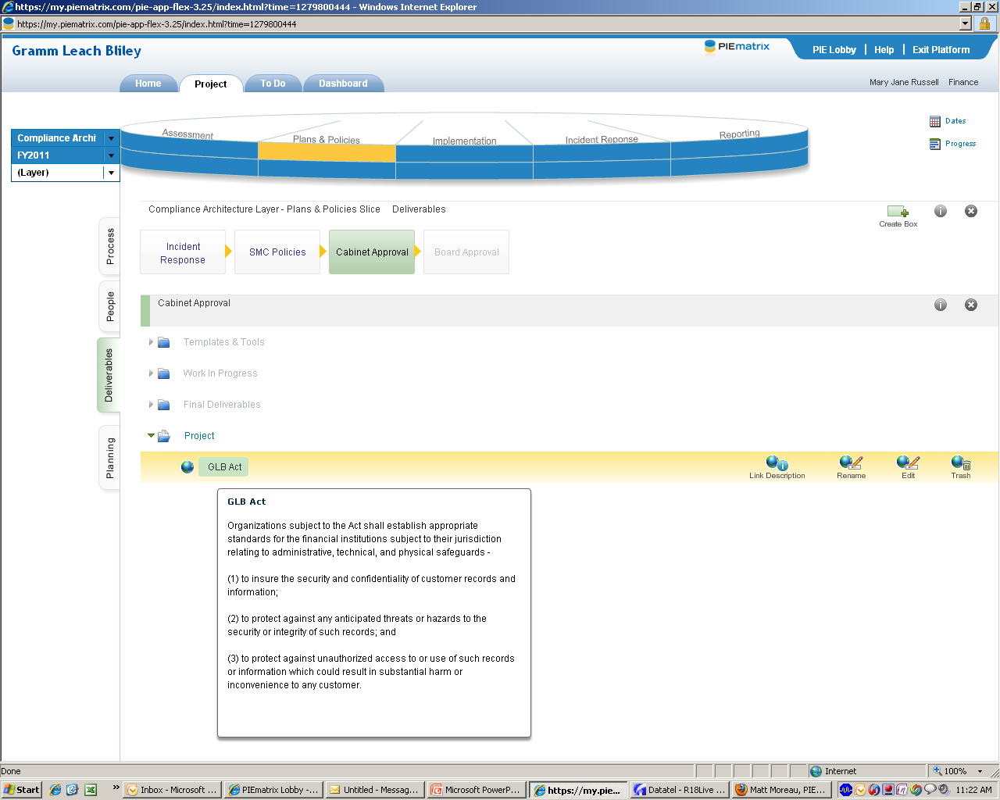 https://my.piematrix.com/pie-app-flex-3.25/index.html?time=1279800444 - Windows Internet Explorer
https://my.piematrix.com/pie-app-flex-3.25/index.html?time=1279800444
Gramm Leach Bliley
PIEmatrix
PIE Lobby | Help | Exit Platform
Home
Project
To Do
Dashboard
Mary Jane Russell Finance
Dates
Progress
Compliance Archi
FY2011
(Layer)
Assessment
Plans & Policies
Implementation
Incident Reponse
Reporting
Compliance Architecture Layer - Plans & Policies Slice Deliverables
Create Box
Process
People
Deliverables
Planning
Incident
Response
SMC Policies
Cabinet Approval
Board Approval
Cabinet Approval
Templates & Tools
Work In Progress
Final Deliverables
Project
GLB Act
Link Description
Rename
Edit
Trash
GLB Act
Organizations subject to the Act shall establish appropriate
standards for the financial institutions subject to their jurisdiction
relating to administrative, technical, and physical safeguards -
(1) to insure the security and confidentiality of customer records and
information;
(2) to protect against any anticipated threats or hazards to the
security or integrity of such records; and
(3) to protect against unauthorized access to or use of such records
or information which could result in substantial harm or
inconvenience to any customer.
Done
Internet
100%
Start
Inbox - Microsoft ...
PIEmatrix Lobby -...
Untitled - Messag...
Microsoft PowerP...
https://my.pie...
Datatel - R18Live ...
Matt Moreau, PIE...
11:22 AM